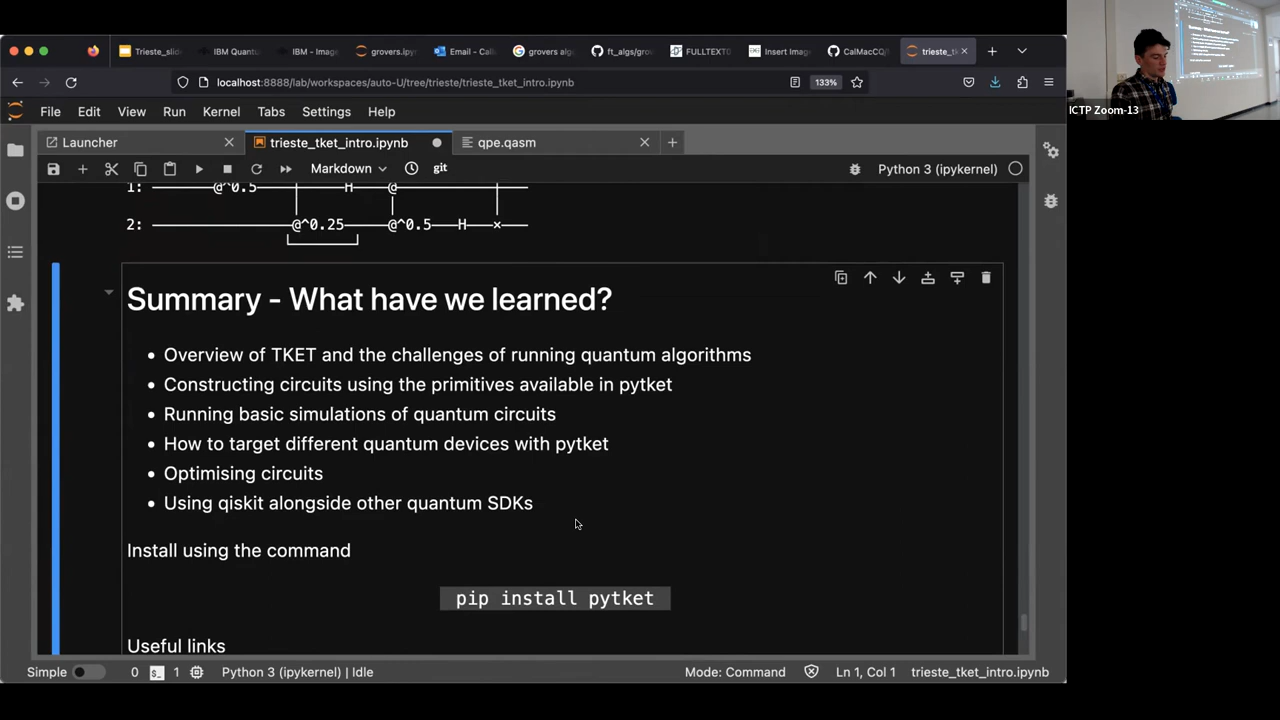 Trieste_slid
IBM Quantu
IBM - Image
grovers.ipyr
Email - Cal
grovers alg
ft_algs/gro
FULLTEXT0
Insert Imag
CalMacCQ/
trieste_tk
localhost:8888/lab/workspaces/auto-U/tree/trieste/trieste_tket_intro.ipynb
133%
ICTP Zoom-13
File Edit View Run Kernel Tabs Settings Help
Launcher
trieste_tket_intro.ipynb
qpe.qasm
Markdown
git
Python 3 (ipykernel)
1: ───────@^0.5───────H────@────
2: ──────────────@^0.25────@^0.5──H──×──
Summary - What have we learned?
• Overview of TKET and the challenges of running quantum algorithms
• Constructing circuits using the primitives available in pytket
• Running basic simulations of quantum circuits
• How to target different quantum devices with pytket
• Optimising circuits
• Using qiskit alongside other quantum SDKs
Install using the command
pip install pytket
Useful links
Simple 0 $_ 1 Python 3 (ipykernel) | Idle Mode: Command Ln 1, Col 1 trieste_tket_intro.ipynb